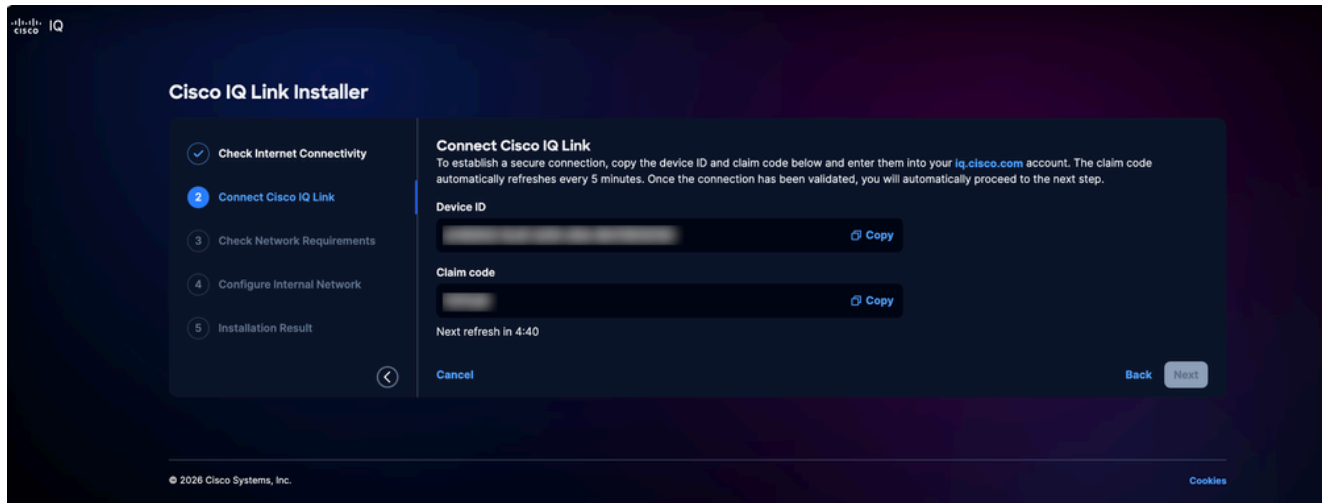 cisco IQ
Cisco IQ Link Installer
Check Internet Connectivity
2 Connect Cisco IQ Link
3 Check Network Requirements
4 Configure Internal Network
5 Installation Result
Connect Cisco IQ Link
To establish a secure connection, copy the device ID and claim code below and enter them into your iq.cisco.com account. The claim code
automatically refreshes every 5 minutes. Once the connection has been validated, you will automatically proceed to the next step.
Device ID
Copy
Claim code
Copy
Next refresh in 4:40
Cancel
Back Next
© 2026 Cisco Systems, Inc.
Cookies